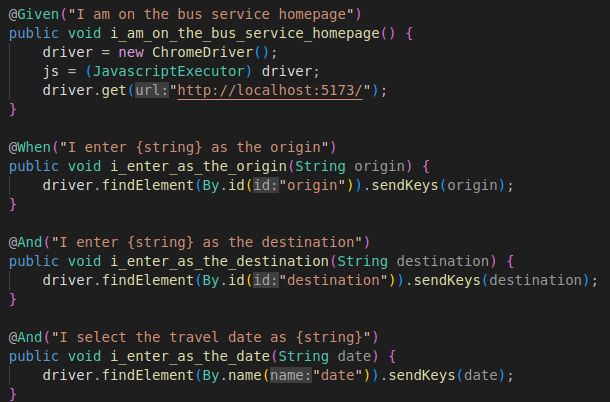 @Given("I am on the bus service homepage")
public void i_am_on_the_bus_service_homepage() {
    driver = new ChromeDriver();
    js = (JavascriptExecutor) driver;
    driver.get(url:"http://localhost:5173/");
}
@When("I enter {string} as the origin")
public void i_enter_as_the_origin(String origin) {
    driver.findElement(By.id(id:"origin")).sendKeys(origin);
}
@And("I enter {string} as the destination")
public void i_enter_as_the_destination(String destination) {
    driver.findElement(By.id(id:"destination")).sendKeys(destination);
}
@And("I select the travel date as {string}")
public void i_enter_as_the_date(String date) {
    driver.findElement(By.name(name:"date")).sendKeys(date);
}